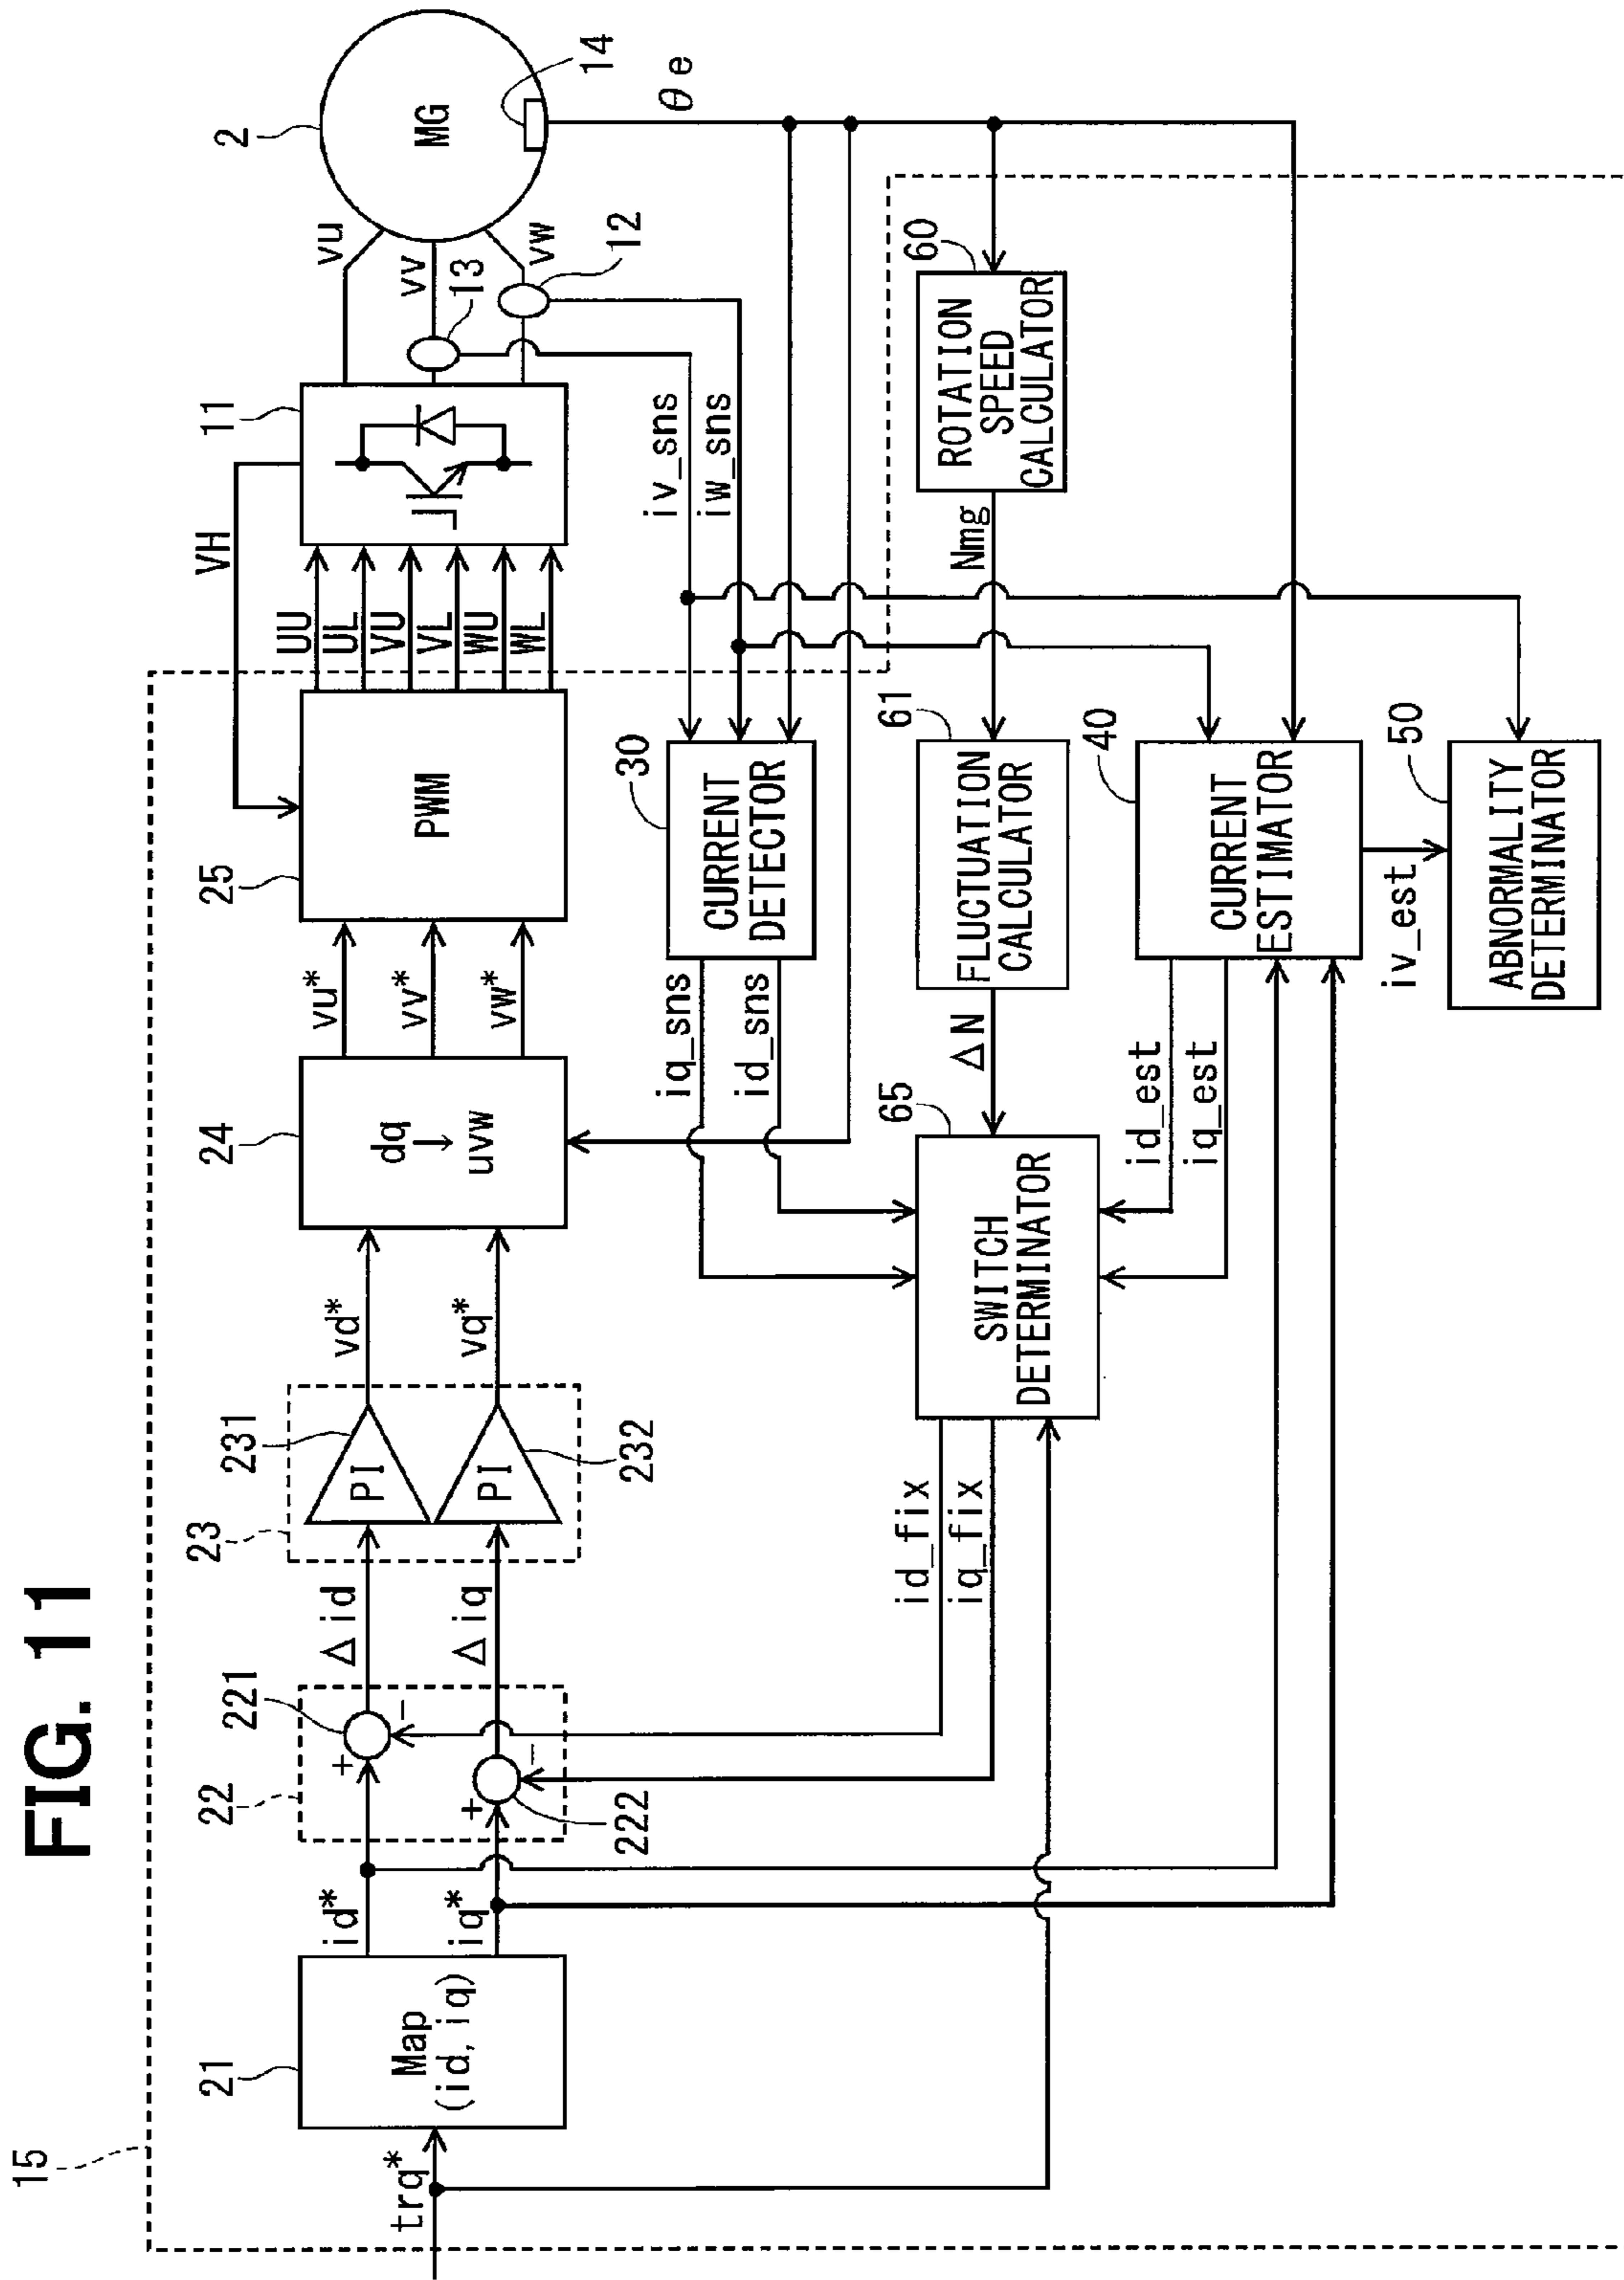 FIG. 11
15
trq*
21
Map
(id, iq)
id*
iq*
22
221
+
−
+
−
222
Δid
Δiq
23
231
PI
PI
232
vd*
vq*
24
dq
→
uvw
vu*
vv*
vw*
25
PWM
VH
UU
UL
VU
VL
WU
WL
11
vu
vv
vw
13
12
2
MG
14
θe
iv_sns
iw_sns
30
CURRENT
DETECTOR
iq_sns
id_sns
60
ROTATION
SPEED
CALCULATOR
Nmg
61
FLUCTUATION
CALCULATOR
ΔN
65
SWITCH
DETERMINATOR
id_fix
iq_fix
40
CURRENT
ESTIMATOR
id_est
iq_est
iv_est
50
ABNORMALITY
DETERMINATOR